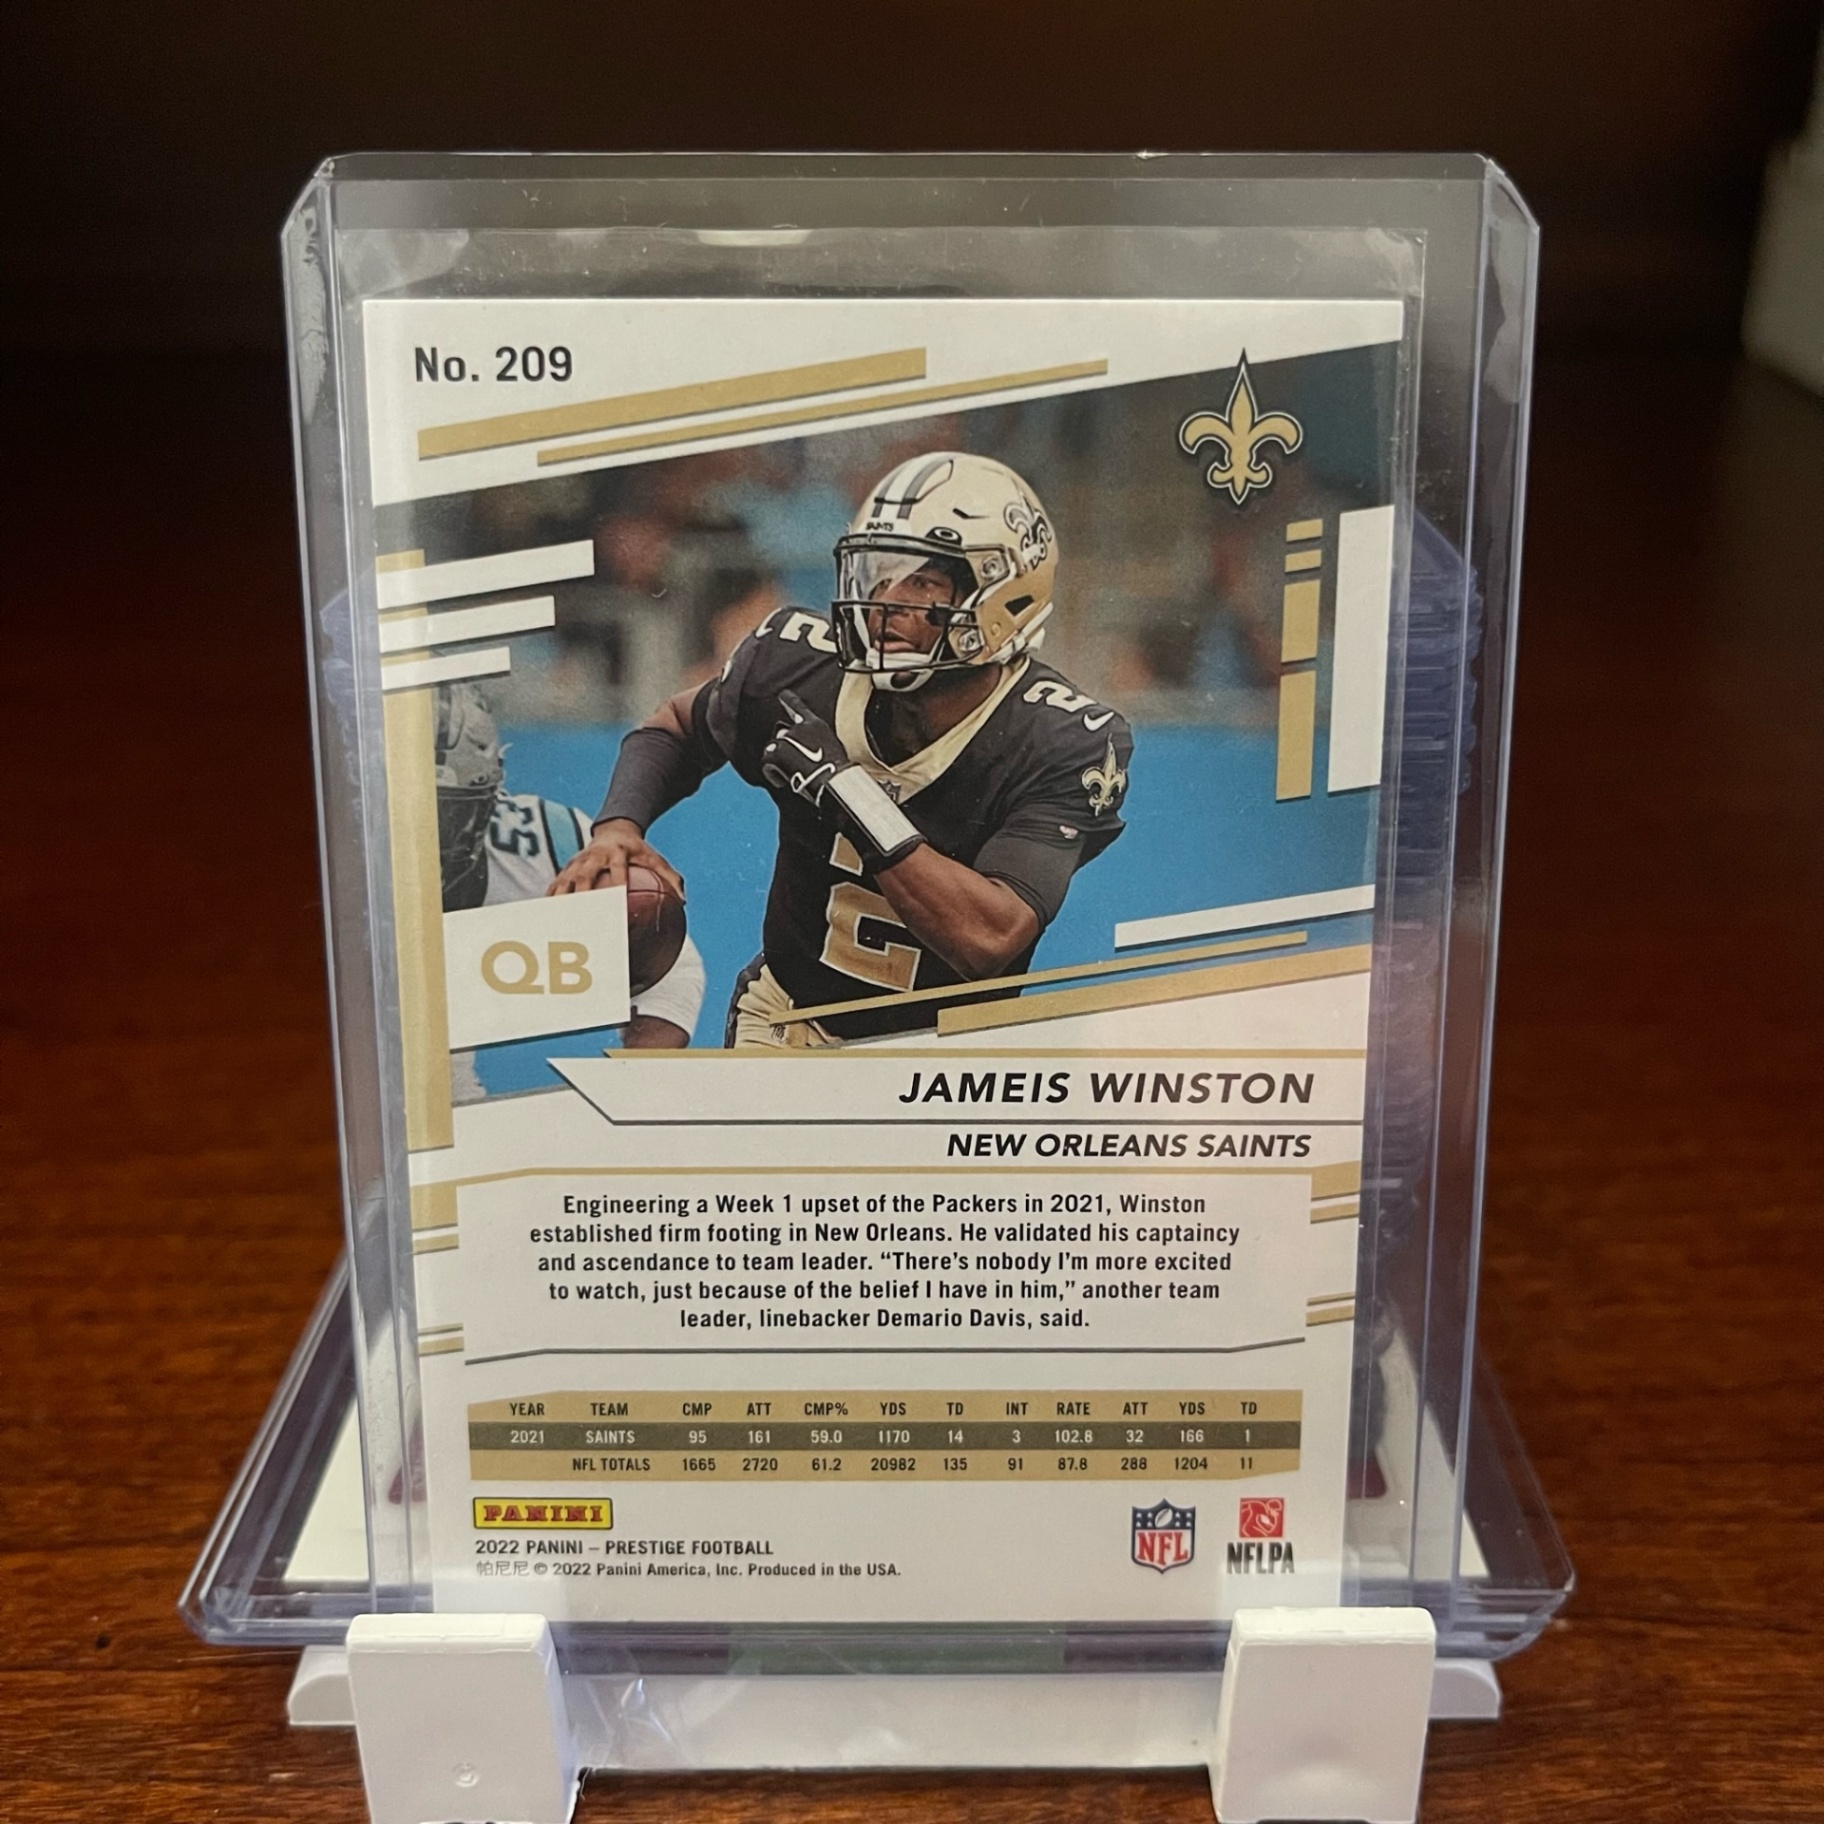 No. 209
SAINTS
2
2
53
2
QB
JAMEIS WINSTON
NEW ORLEANS SAINTS
Engineering a Week 1 upset of the Packers in 2021, Winston
established firm footing in New Orleans. He validated his captaincy
and ascendance to team leader. “There’s nobody I’m more excited
to watch, just because of the belief I have in him,” another team
leader, linebacker Demario Davis, said.
YEAR TEAM CMP ATT CMP% YDS TD INT RATE ATT YDS TD
2021 SAINTS 95 161 59.0 1170 14 3 102.8 32 166 1
NFL TOTALS 1665 2720 61.2 20982 135 91 87.8 288 1204 11
PANINI
2022 PANINI – PRESTIGE FOOTBALL
帕尼尼 © 2022 Panini America, Inc. Produced in the USA.
NFL
NFLPA